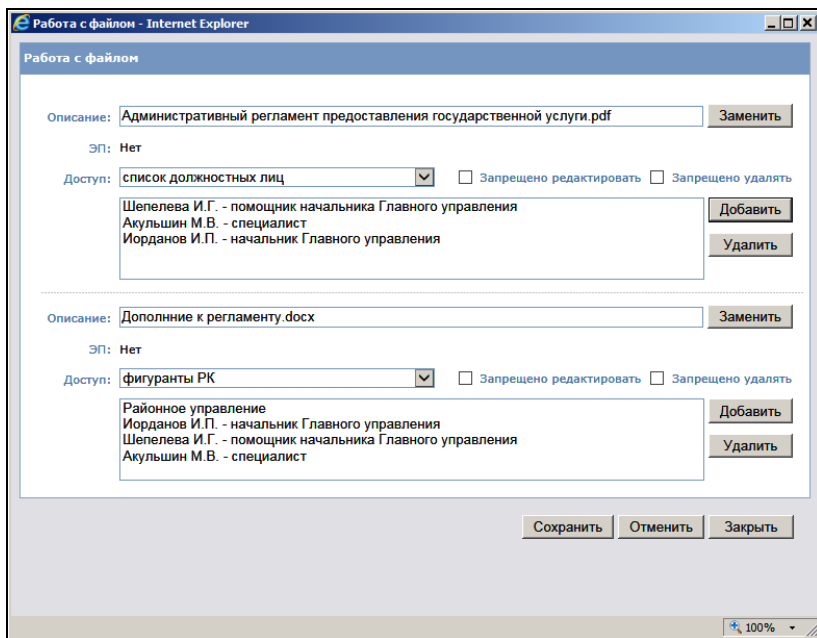 Работа с файлом - Internet Explorer
Работа с файлом
Описание: Административный регламент предоставления государственной услуги.pdf Заменить
ЭП: Нет
Доступ: список должностных лиц Запрещено редактировать Запрещено удалять
Шепелева И.Г. - помощник начальника Главного управления Добавить
Акульшин М.В. - специалист
Иорданов И.П. - начальник Главного управления Удалить
Описание: Дополнние к регламенту.docx Заменить
ЭП: Нет
Доступ: фигуранты РК Запрещено редактировать Запрещено удалять
Районное управление Добавить
Иорданов И.П. - начальник Главного управления
Шепелева И.Г. - помощник начальника Главного управления Удалить
Акульшин М.В. - специалист
Сохранить Отменить Закрыть
100%